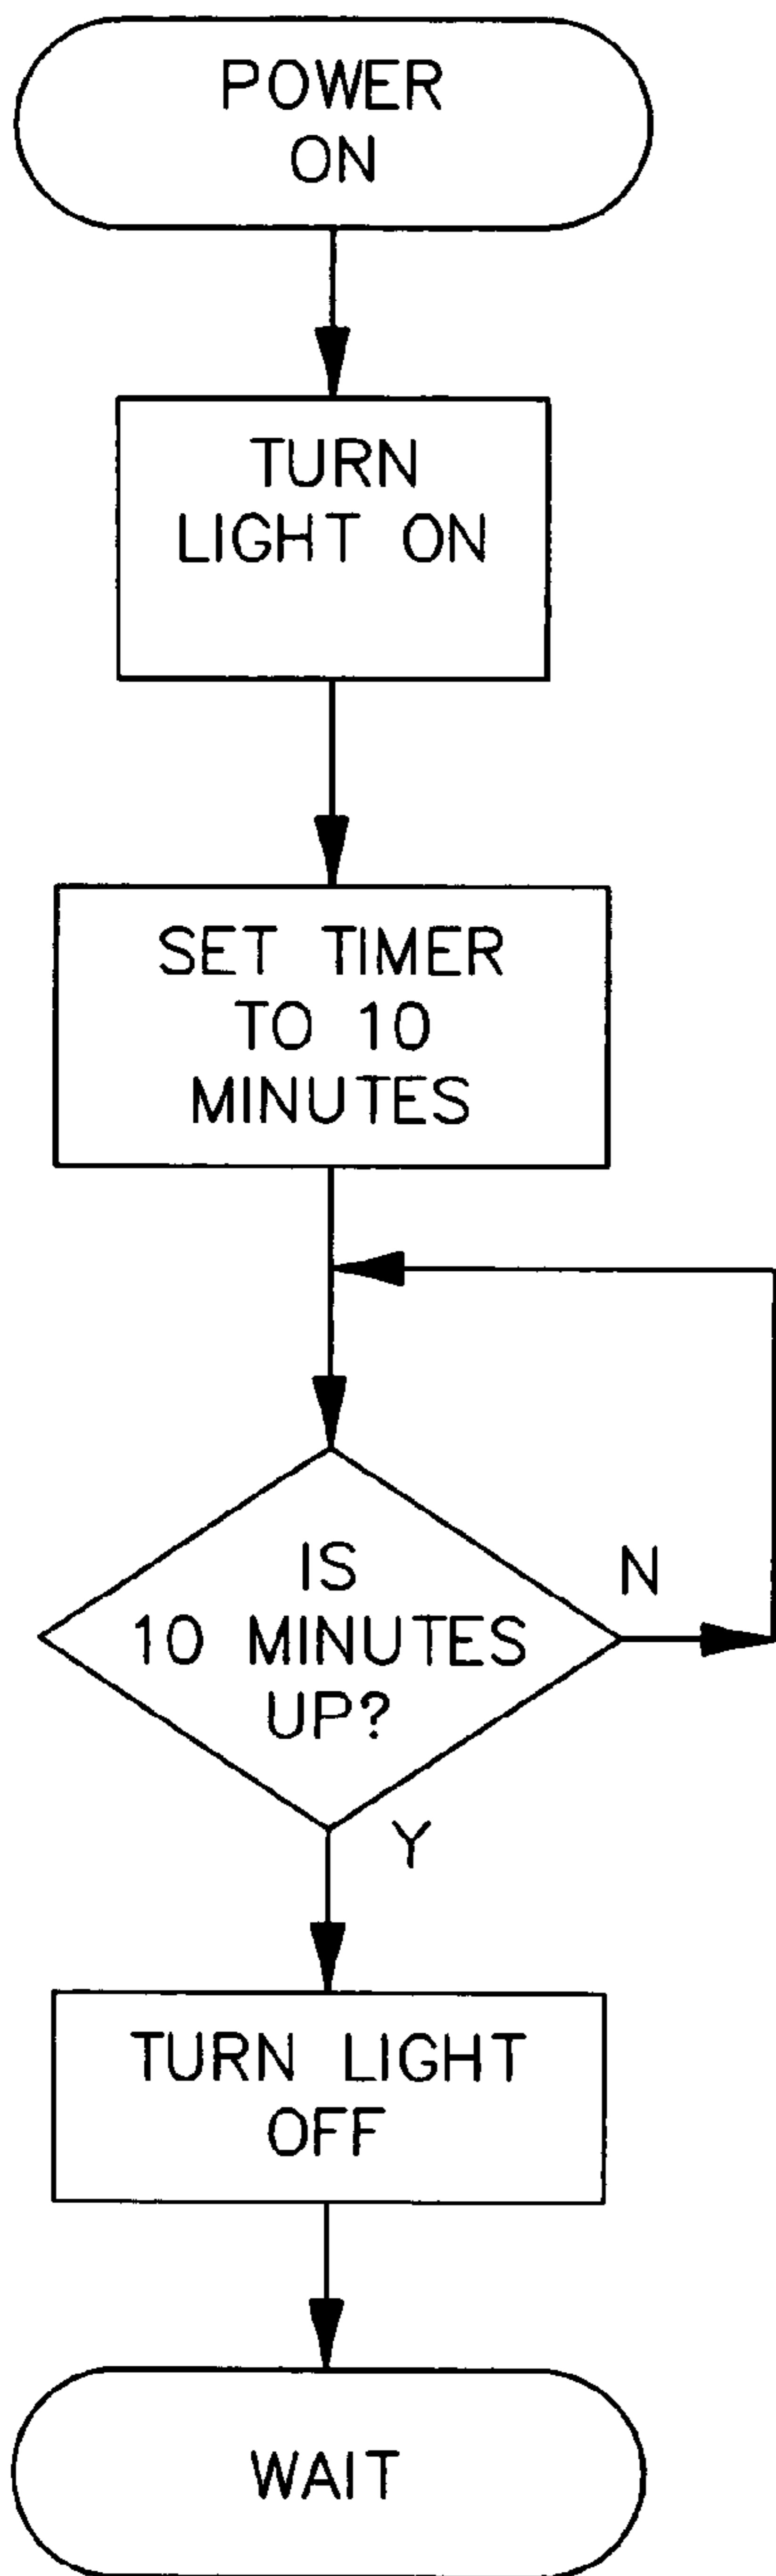 POWER
ON
TURN
LIGHT ON
SET TIMER
TO 10
MINUTES
IS
10 MINUTES
UP?
N
Y
TURN LIGHT
OFF
WAIT